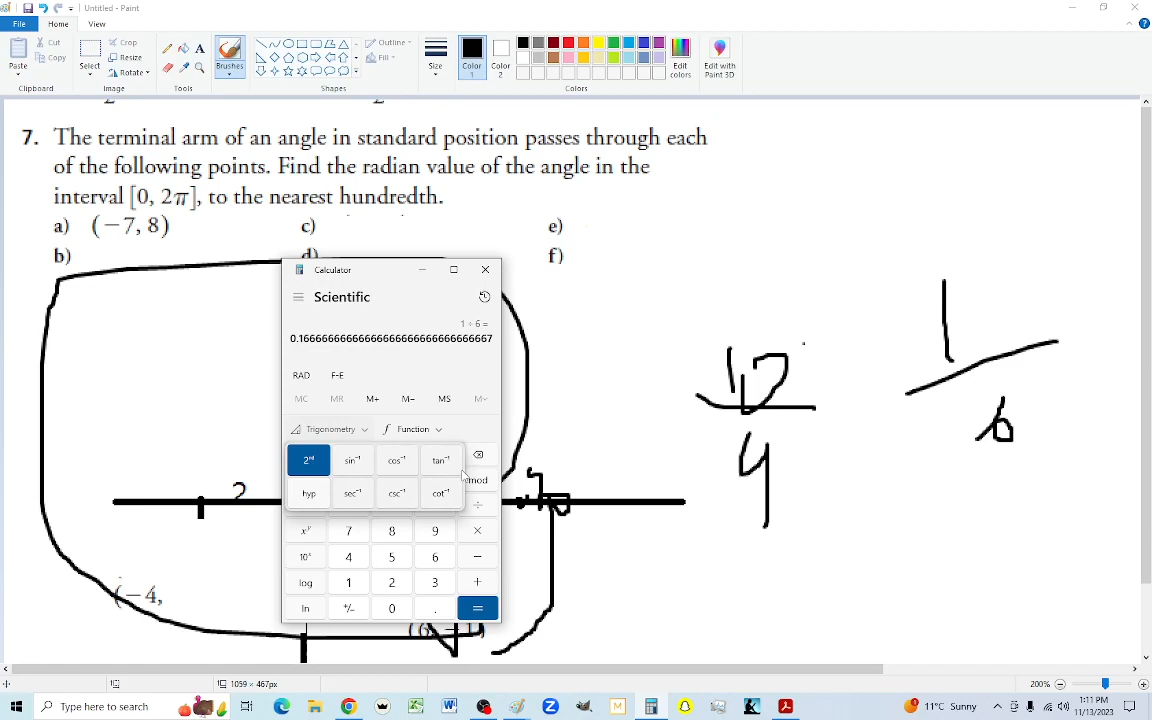 Untitled - Paint
File Home View
Paste Cut Copy Clipboard
Select Crop Resize Rotate Image
Tools
Brushes
Shapes
Outline Fill
Size
Color 1 Color 2 Colors
Edit colors
Edit with Paint 3D
7. The terminal arm of an angle in standard position passes through each
of the following points. Find the radian value of the angle in the
interval [0, 2π], to the nearest hundredth.
a) (−7, 8) c) e)
b) d) f)
Calculator
Scientific
1 ÷ 6 =
0.16666666666666666666666666666667
RAD F-E
MC MR M+ M− MS M˅
Trigonometry Function
2ⁿᵈ sin⁻¹ cos⁻¹ tan⁻¹
hyp sec⁻¹ csc⁻¹ cot⁻¹
mod
÷
xʸ 7 8 9 ×
10ˣ 4 5 6 −
log 1 2 3 +
ln +/− 0 . =
2
(−4,
(6, −1)
4
1
6
100% 
1059 × 467px 200%
Type here to search
11°C Sunny
1:11 PM
11/13/2023